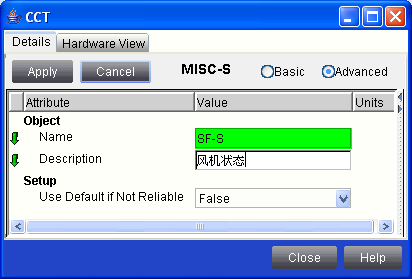 CCT
Details Hardware View
Apply Cancel MISC-S Basic Advanced
Attribute Value Units
Object
Name SF-S
Description 风机状态
Setup
Use Default if Not Reliable False
Close Help